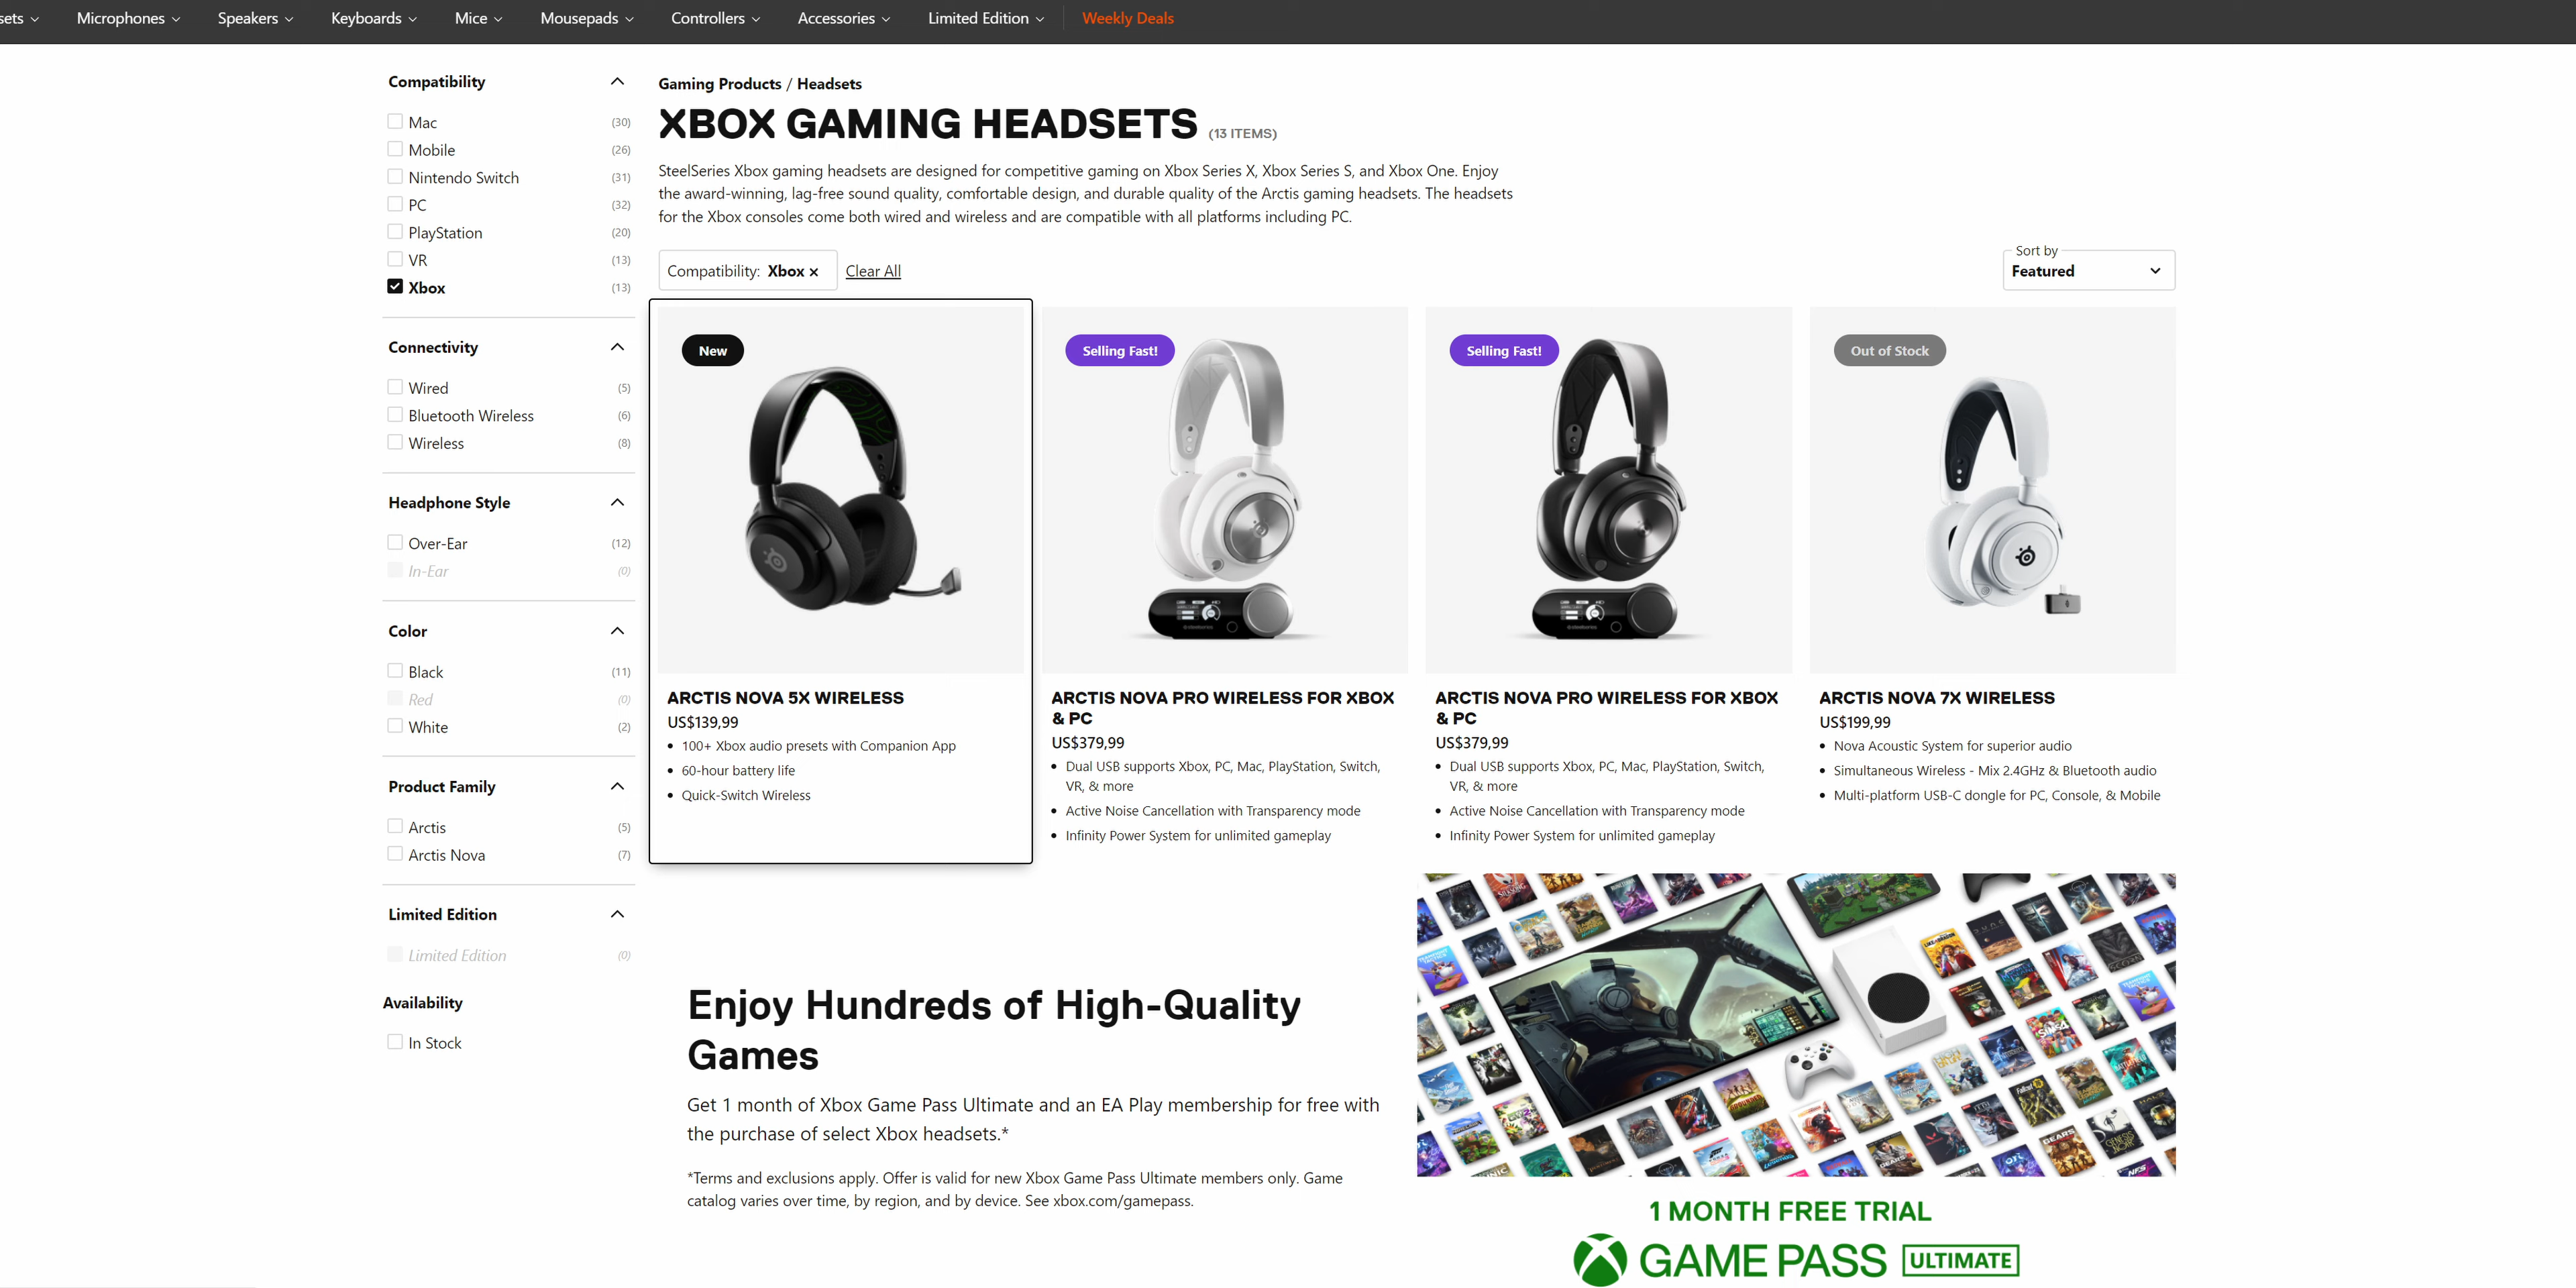 sets
Microphones
Speakers
Keyboards
Mice
Mousepads
Controllers
Accessories
Limited Edition
Weekly Deals
Compatibility
Mac (30)
Mobile (26)
Nintendo Switch (31)
PC (32)
PlayStation (20)
VR (13)
Xbox (13)
Connectivity
Wired (5)
Bluetooth Wireless (6)
Wireless (8)
Headphone Style
Over-Ear (12)
In-Ear (0)
Color
Black (11)
Red (0)
White (2)
Product Family
Arctis (5)
Arctis Nova (7)
Limited Edition
Limited Edition (0)
Availability
In Stock
Gaming Products / Headsets
XBOX GAMING HEADSETS (13 ITEMS)
SteelSeries Xbox gaming headsets are designed for competitive gaming on Xbox Series X, Xbox Series S, and Xbox One. Enjoy
the award-winning, lag-free sound quality, comfortable design, and durable quality of the Arctis gaming headsets. The headsets
for the Xbox consoles come both wired and wireless and are compatible with all platforms including PC.
Compatibility: Xbox ×
Clear All
Sort by
Featured
New
ARCTIS NOVA 5X WIRELESS
US$139,99
• 100+ Xbox audio presets with Companion App
• 60-hour battery life
• Quick-Switch Wireless
Selling Fast!
ARCTIS NOVA PRO WIRELESS FOR XBOX
& PC
US$379,99
• Dual USB supports Xbox, PC, Mac, PlayStation, Switch,
VR, & more
• Active Noise Cancellation with Transparency mode
• Infinity Power System for unlimited gameplay
Selling Fast!
ARCTIS NOVA PRO WIRELESS FOR XBOX
& PC
US$379,99
• Dual USB supports Xbox, PC, Mac, PlayStation, Switch,
VR, & more
• Active Noise Cancellation with Transparency mode
• Infinity Power System for unlimited gameplay
Out of Stock
ARCTIS NOVA 7X WIRELESS
US$199,99
• Nova Acoustic System for superior audio
• Simultaneous Wireless - Mix 2.4GHz & Bluetooth audio
• Multi-platform USB-C dongle for PC, Console, & Mobile
Enjoy Hundreds of High-Quality
Games
Get 1 month of Xbox Game Pass Ultimate and an EA Play membership for free with
the purchase of select Xbox headsets.*
*Terms and exclusions apply. Offer is valid for new Xbox Game Pass Ultimate members only. Game
catalog varies over time, by region, and by device. See xbox.com/gamepass.
1 MONTH FREE TRIAL
GAME PASS ULTIMATE